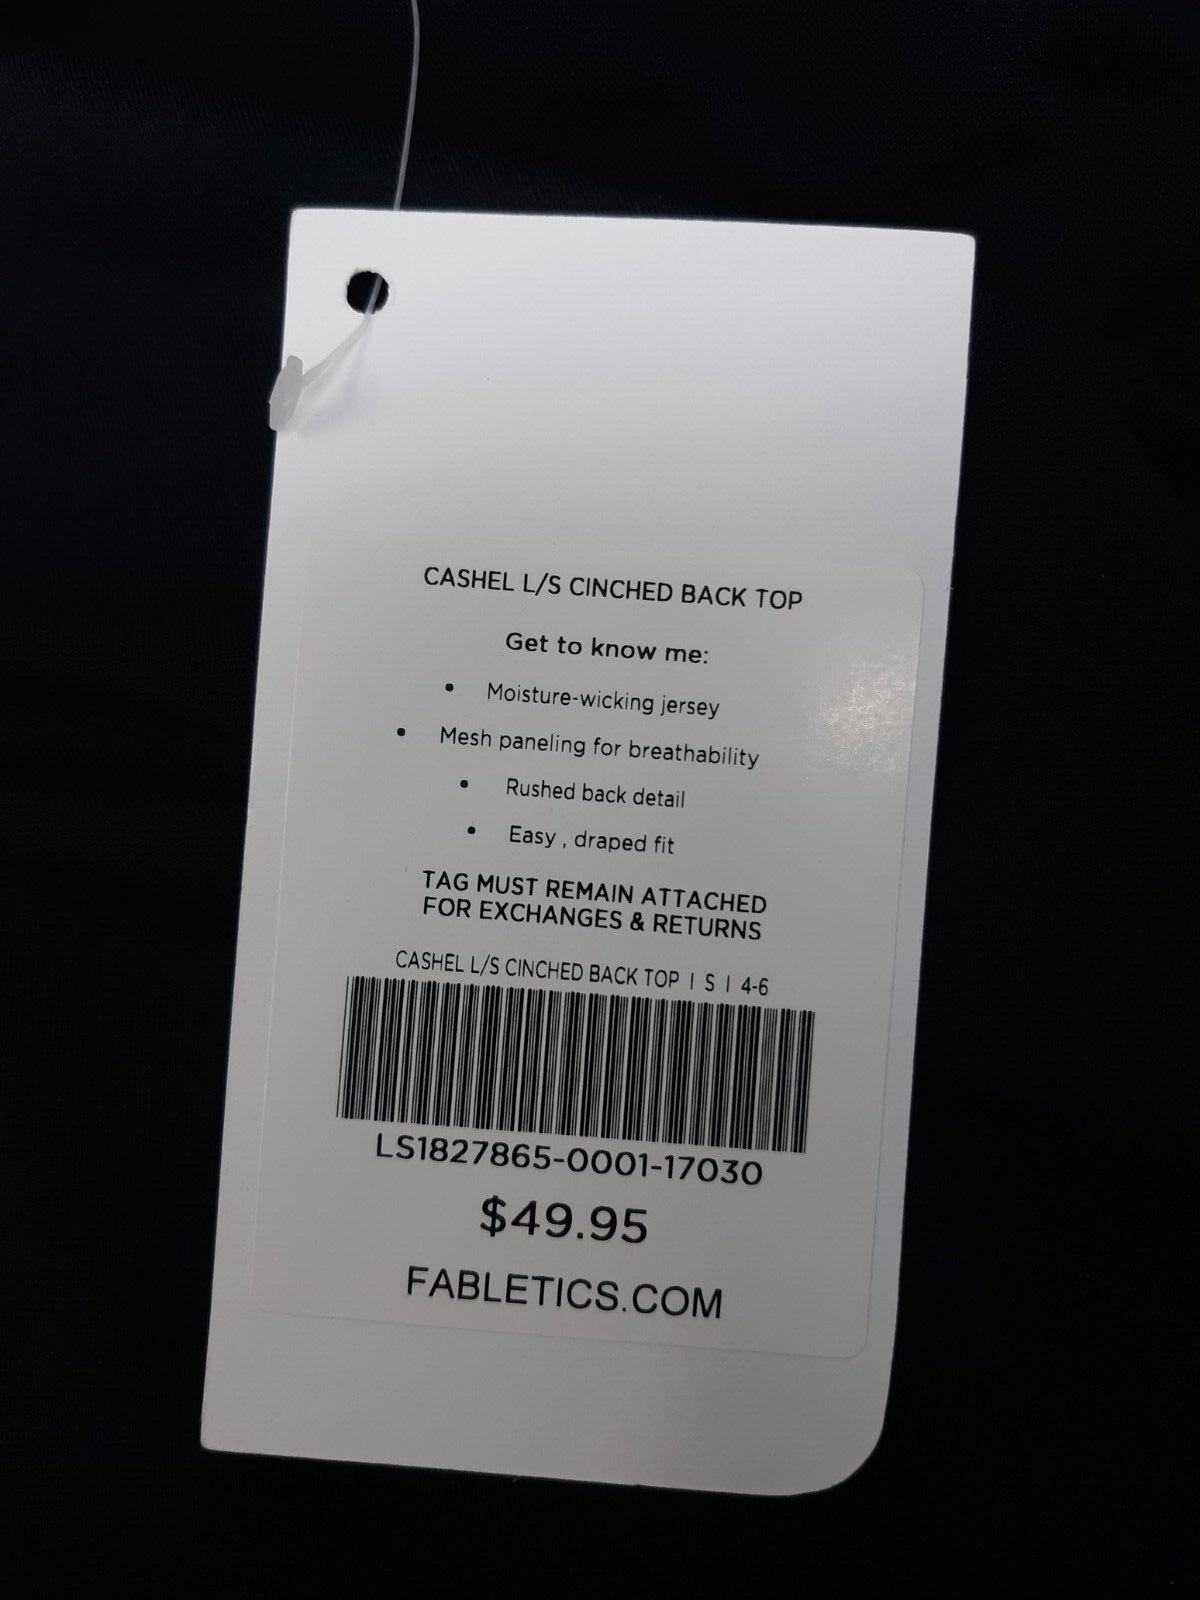 CASHEL L/S CINCHED BACK TOP
Get to know me:
• Moisture-wicking jersey
• Mesh paneling for breathability
• Rushed back detail
• Easy , draped fit
TAG MUST REMAIN ATTACHED
FOR EXCHANGES & RETURNS
CASHEL L/S CINCHED BACK TOP | S | 4-6
LS1827865-0001-17030
$49.95
FABLETICS.COM